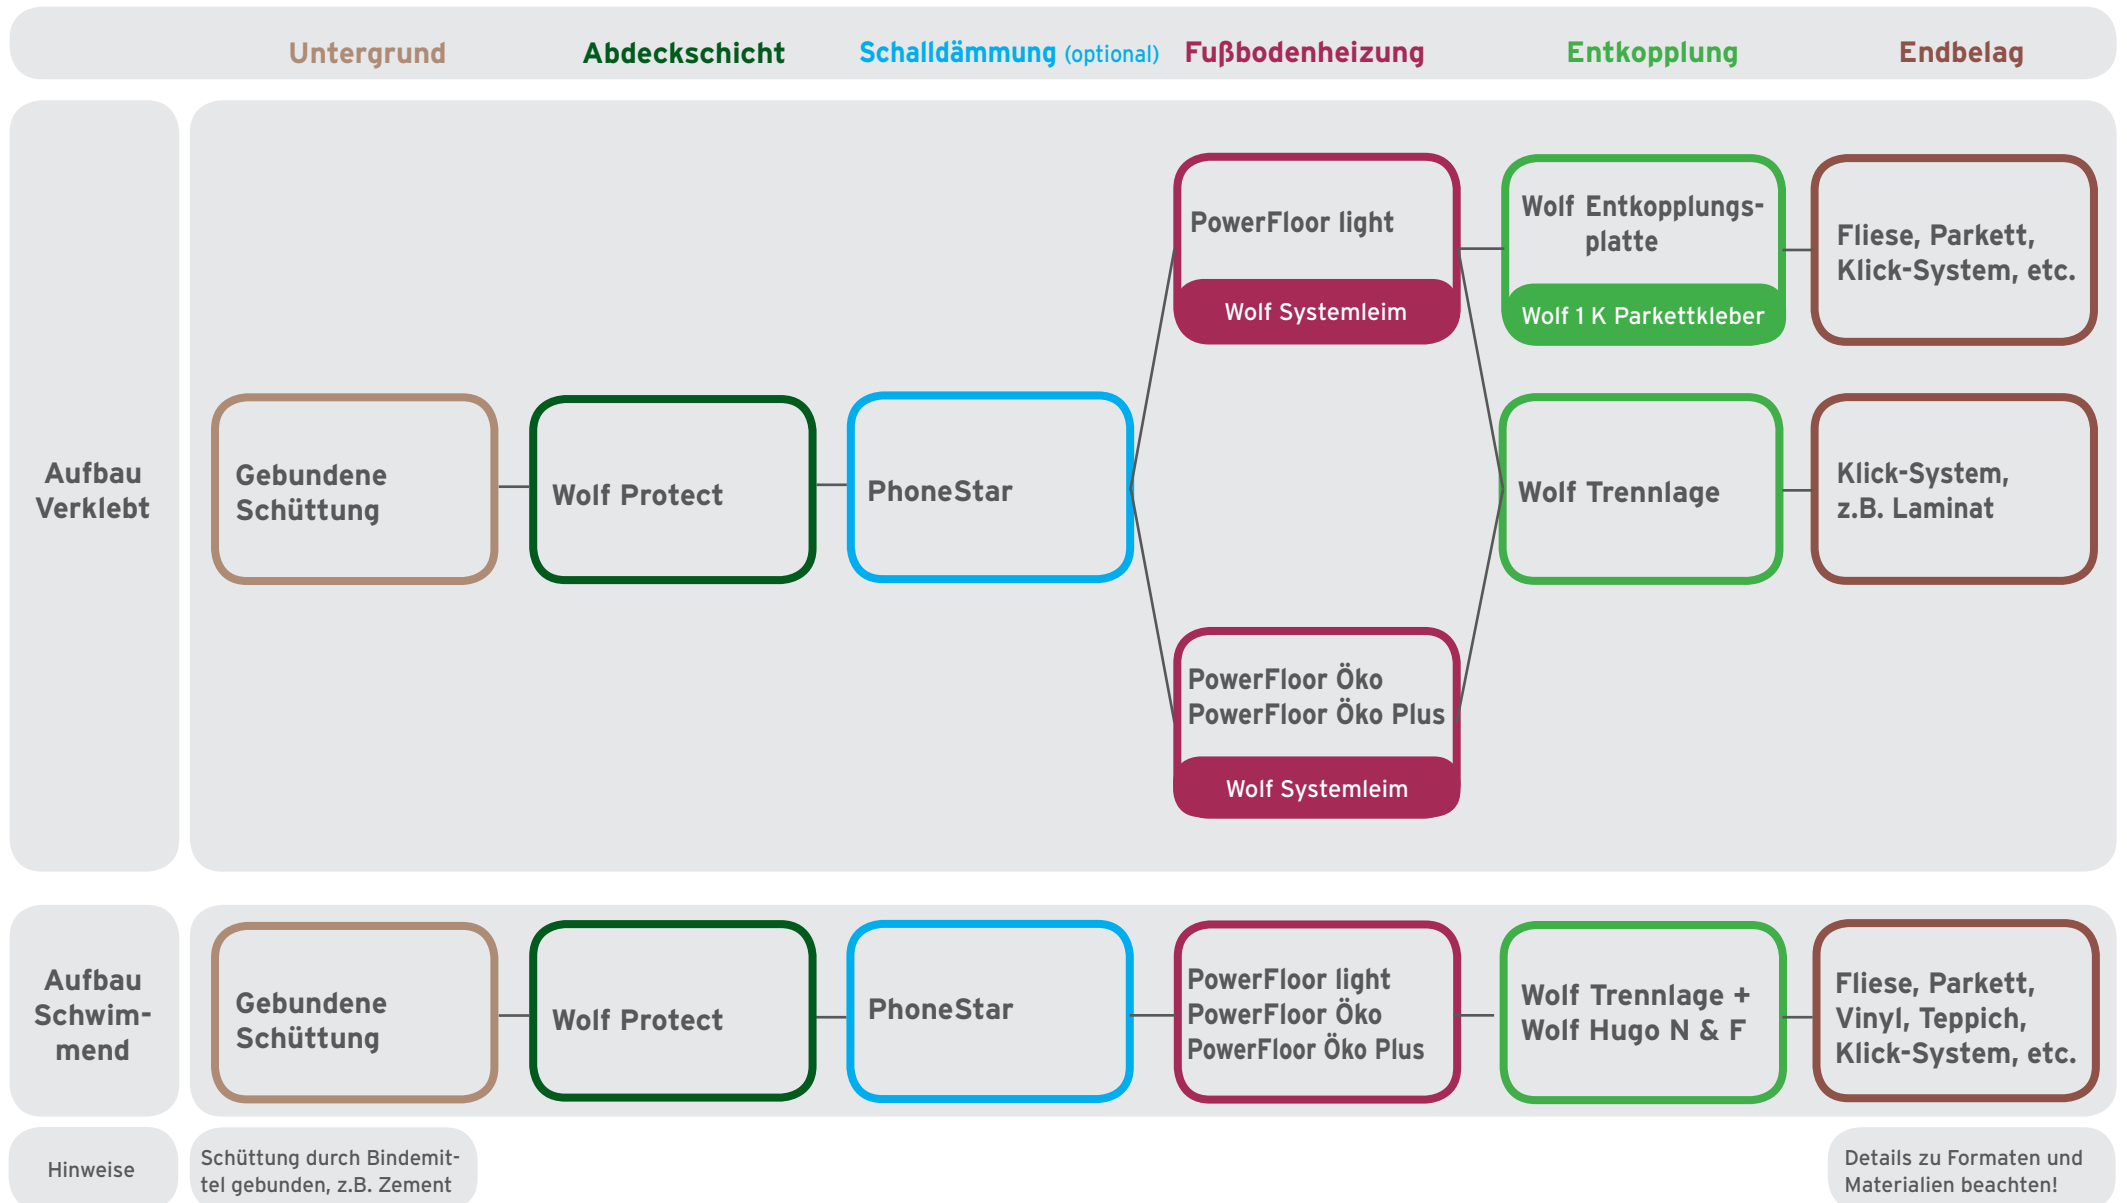 Untergrund
Abdeckschicht
Schalldämmung (optional)
Fußbodenheizung
Entkopplung
Endbelag
Aufbau
Verklebt
Gebundene
Schüttung
Wolf Protect
PhoneStar
PowerFloor light
Wolf Systemleim
PowerFloor Öko
PowerFloor Öko Plus
Wolf Systemleim
Wolf Entkopplungs-
platte
Wolf 1 K Parkettkleber
Wolf Trennlage
Fliese, Parkett,
Klick-System, etc.
Klick-System,
z.B. Laminat
Aufbau
Schwim-
mend
Gebundene
Schüttung
Wolf Protect
PhoneStar
PowerFloor light
PowerFloor Öko
PowerFloor Öko Plus
Wolf Trennlage +
Wolf Hugo N & F
Fliese, Parkett,
Vinyl, Teppich,
Klick-System, etc.
Hinweise
Schüttung durch Bindemit-
tel gebunden, z.B. Zement
Details zu Formaten und
Materialien beachten!